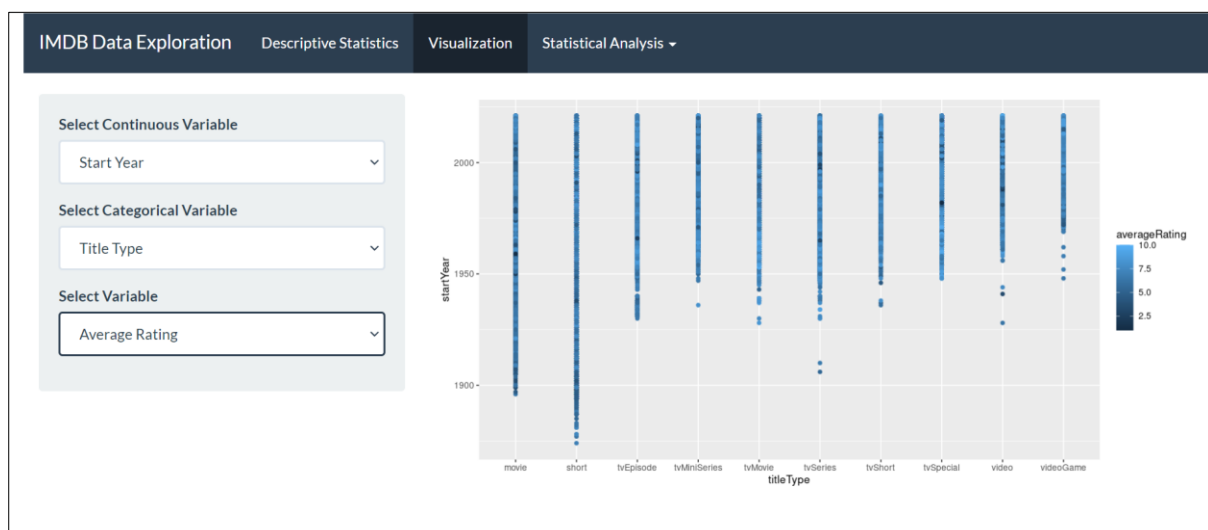 IMDB Data Exploration Descriptive Statistics Visualization Statistical Analysis
Select Continuous Variable
Start Year
Select Categorical Variable
Title Type
Select Variable
Average Rating
startYear
2000
1950
1900
movie short tvEpisode tvMiniSeries tvMovie tvSeries tvShort tvSpecial video videoGame
titleType
averageRating
10.0
7.5
5.0
2.5